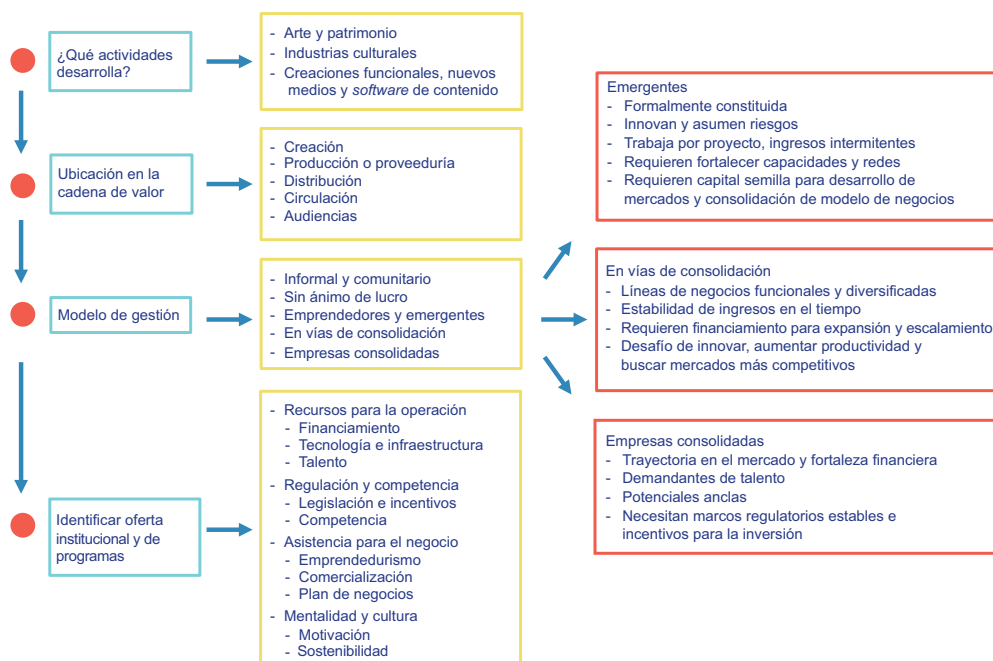 ¿Qué actividades
desarrolla?
- Arte y patrimonio
- Industrias culturales
- Creaciones funcionales, nuevos
medios y software de contenido
Ubicación en la
cadena de valor
- Creación
- Producción o proveeduría
- Distribución
- Circulación
- Audiencias
Modelo de gestión
- Informal y comunitario
- Sin ánimo de lucro
- Emprendedores y emergentes
- En vías de consolidación
- Empresas consolidadas
Identificar oferta
institucional y de
programas
- Recursos para la operación
- Financiamiento
- Tecnología e infraestructura
- Talento
- Regulación y competencia
- Legislación e incentivos
- Competencia
- Asistencia para el negocio
- Emprendedurismo
- Comercialización
- Plan de negocios
- Mentalidad y cultura
- Motivación
- Sostenibilidad
Emergentes
- Formalmente constituida
- Innovan y asumen riesgos
- Trabaja por proyecto, ingresos intermitentes
- Requieren fortalecer capacidades y redes
- Requieren capital semilla para desarrollo de
mercados y consolidación de modelo de negocios
En vías de consolidación
- Líneas de negocios funcionales y diversificadas
- Estabilidad de ingresos en el tiempo
- Requieren financiamiento para expansión y escalamiento
- Desafío de innovar, aumentar productividad y
buscar mercados más competitivos
Empresas consolidadas
- Trayectoria en el mercado y fortaleza financiera
- Demandantes de talento
- Potenciales anclas
- Necesitan marcos regulatorios estables e
incentivos para la inversión